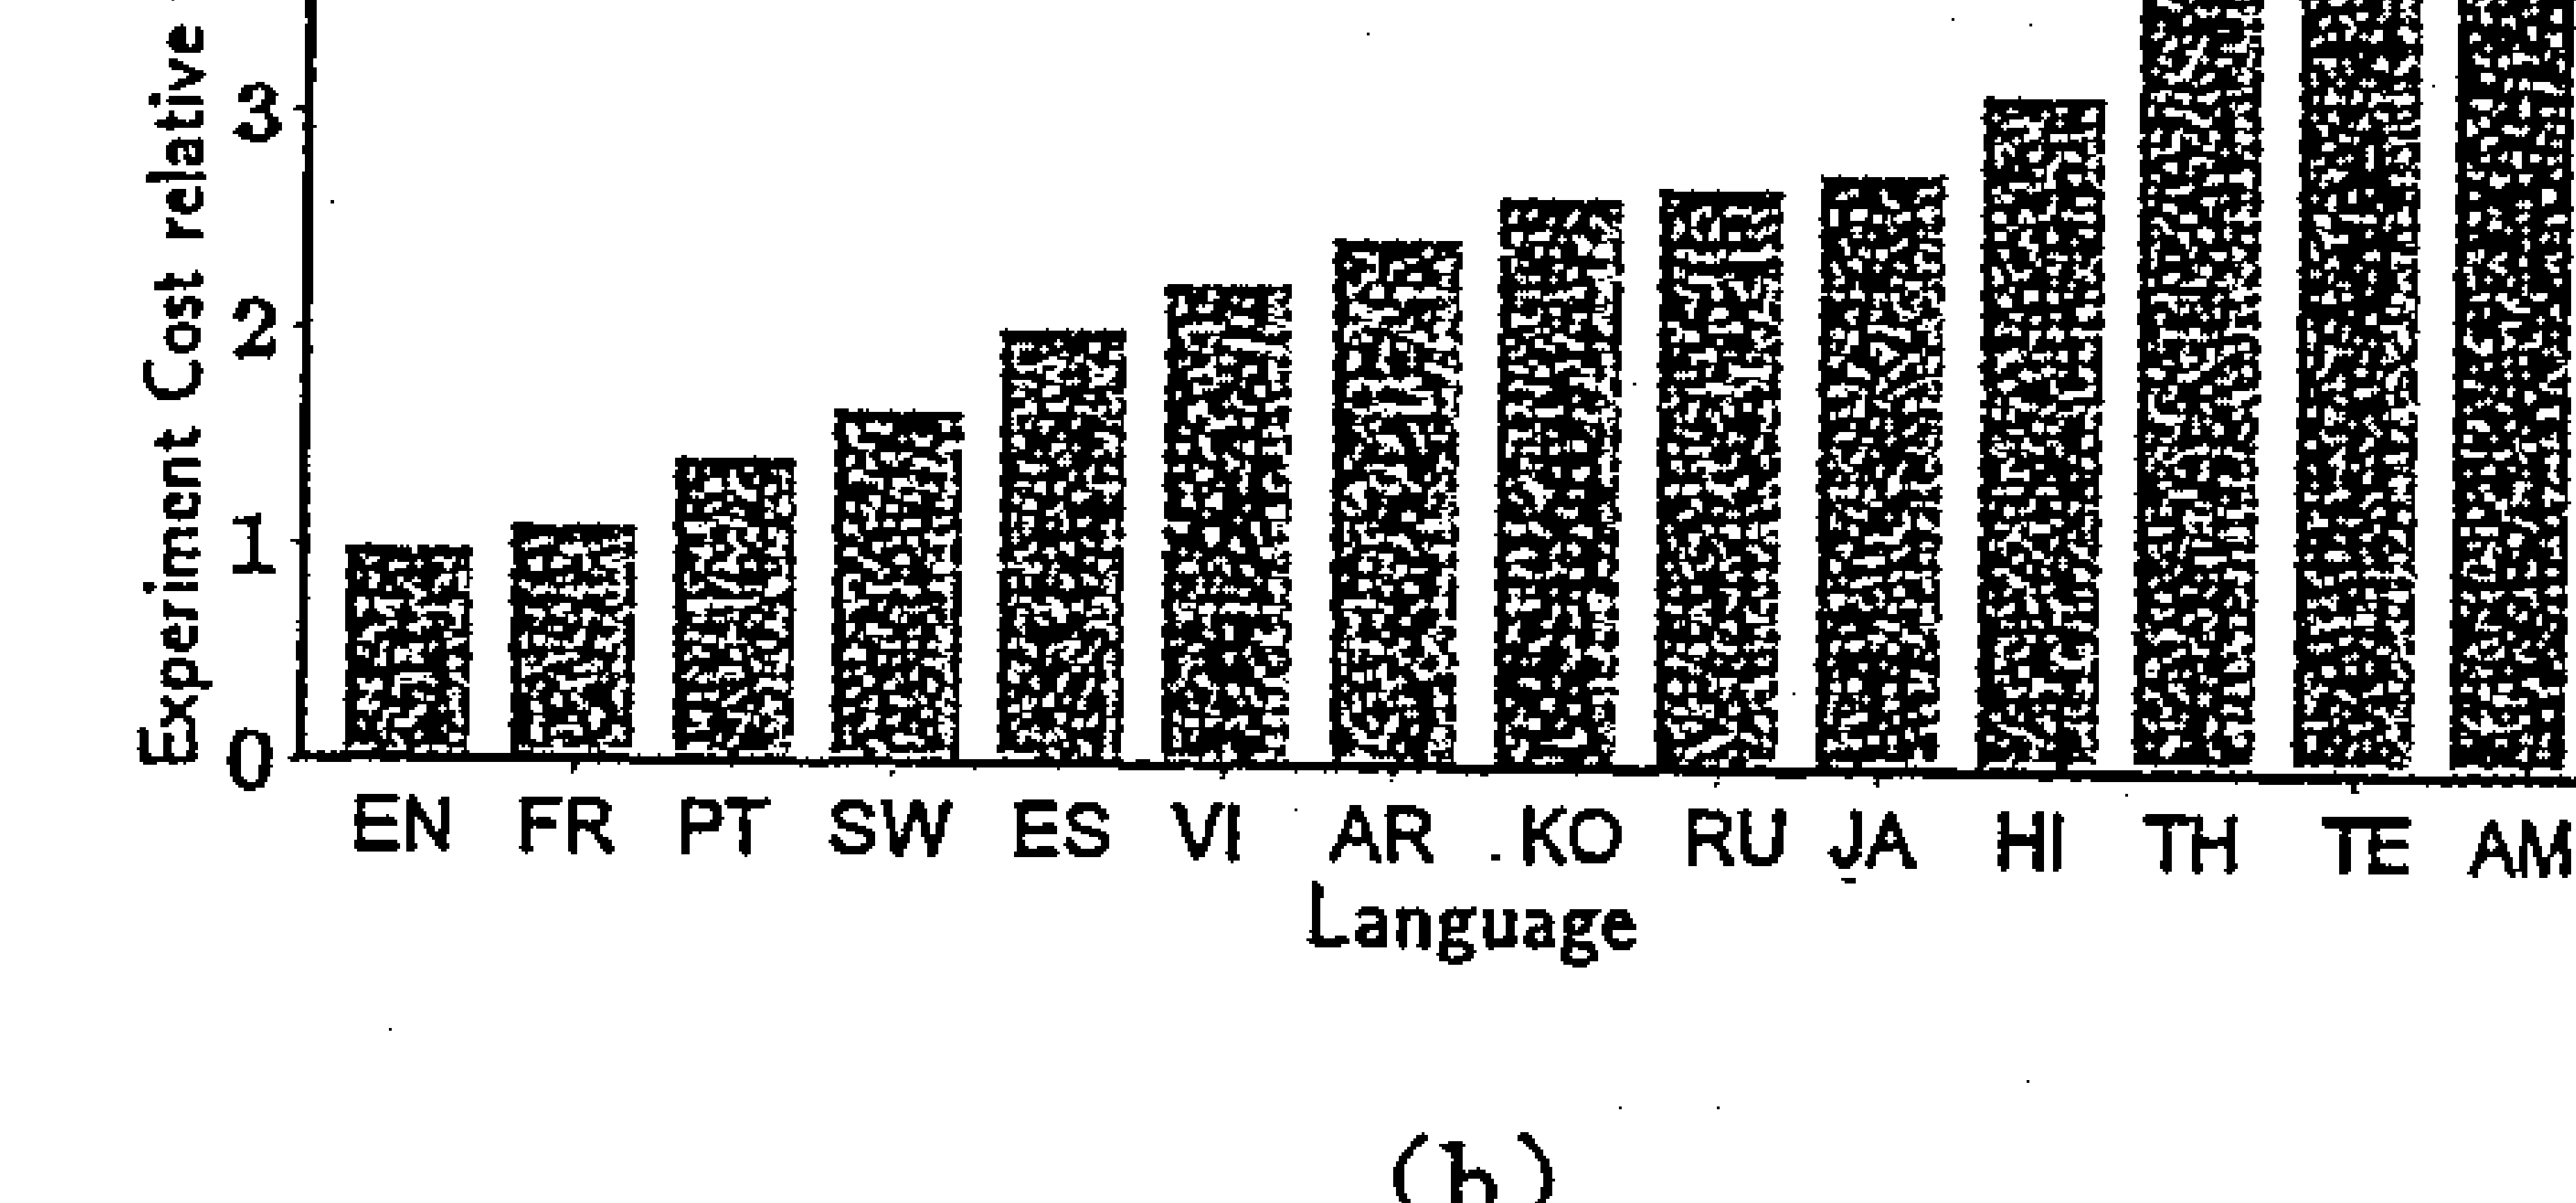 Experiment Cost relative
3
2
1
0
EN FR PT SW ES VI AR KO RU JA HI TH TE AM
Language
(b)